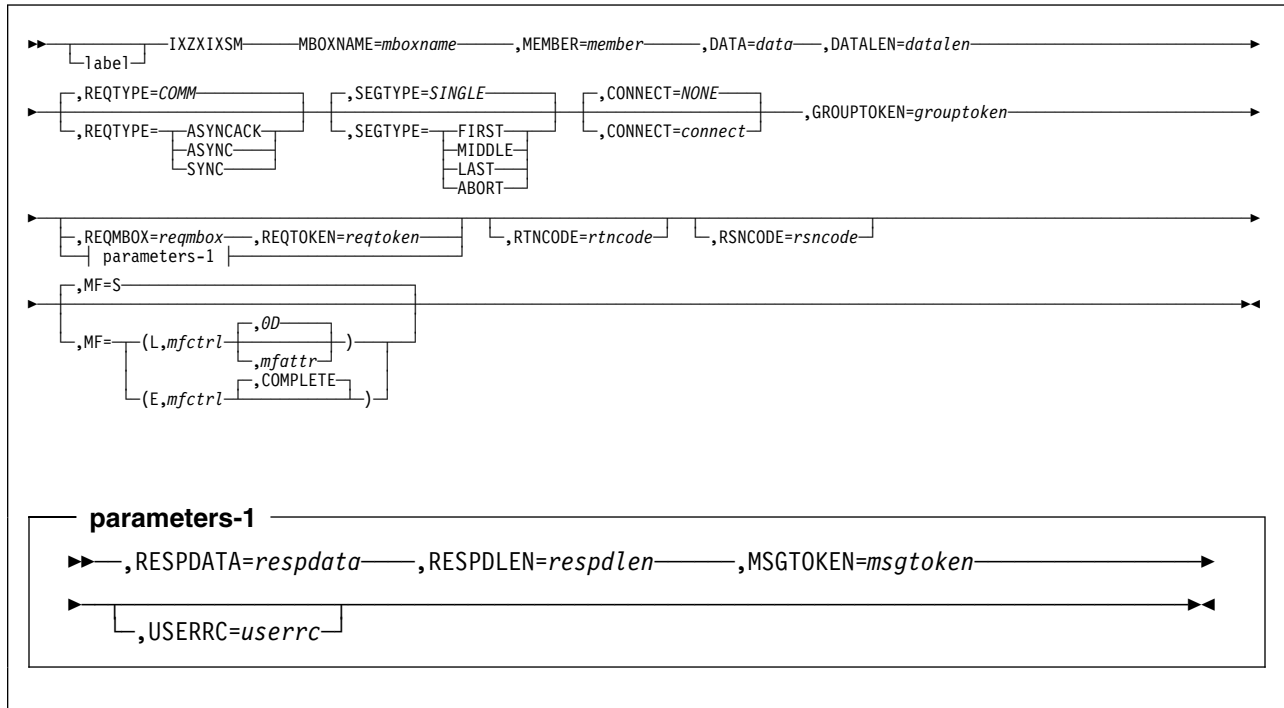 IXZXIXSM MBOXNAME=mboxname ,MEMBER=member ,DATA=data ,DATALEN=datalen
label
,REQTYPE=COMM ,SEGTYPE=SINGLE ,CONNECT=NONE
,GROUPTOKEN=grouptoken
,REQTYPE= ASYNCACK ,SEGTYPE= FIRST ,CONNECT=connect
ASYNC MIDDLE
SYNC LAST
ABORT
,REQMBOX=reqmbox ,REQTOKEN=reqtoken ,RTNCODE=rtncode ,RSNCODE=rsncode
parameters-1
,MF=S
,0D
,MF= (L,mfctrl )
,mfattr
,COMPLETE
(E,mfctrl )
parameters-1
,RESPDATA=respdata ,RESPDLEN=respdlen ,MSGTOKEN=msgtoken
,USERRC=userrc